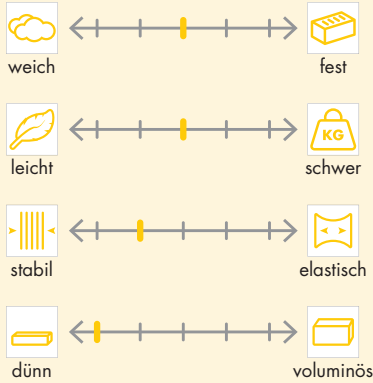 weich fest
KG
leicht schwer
stabil elastisch
dünn voluminös